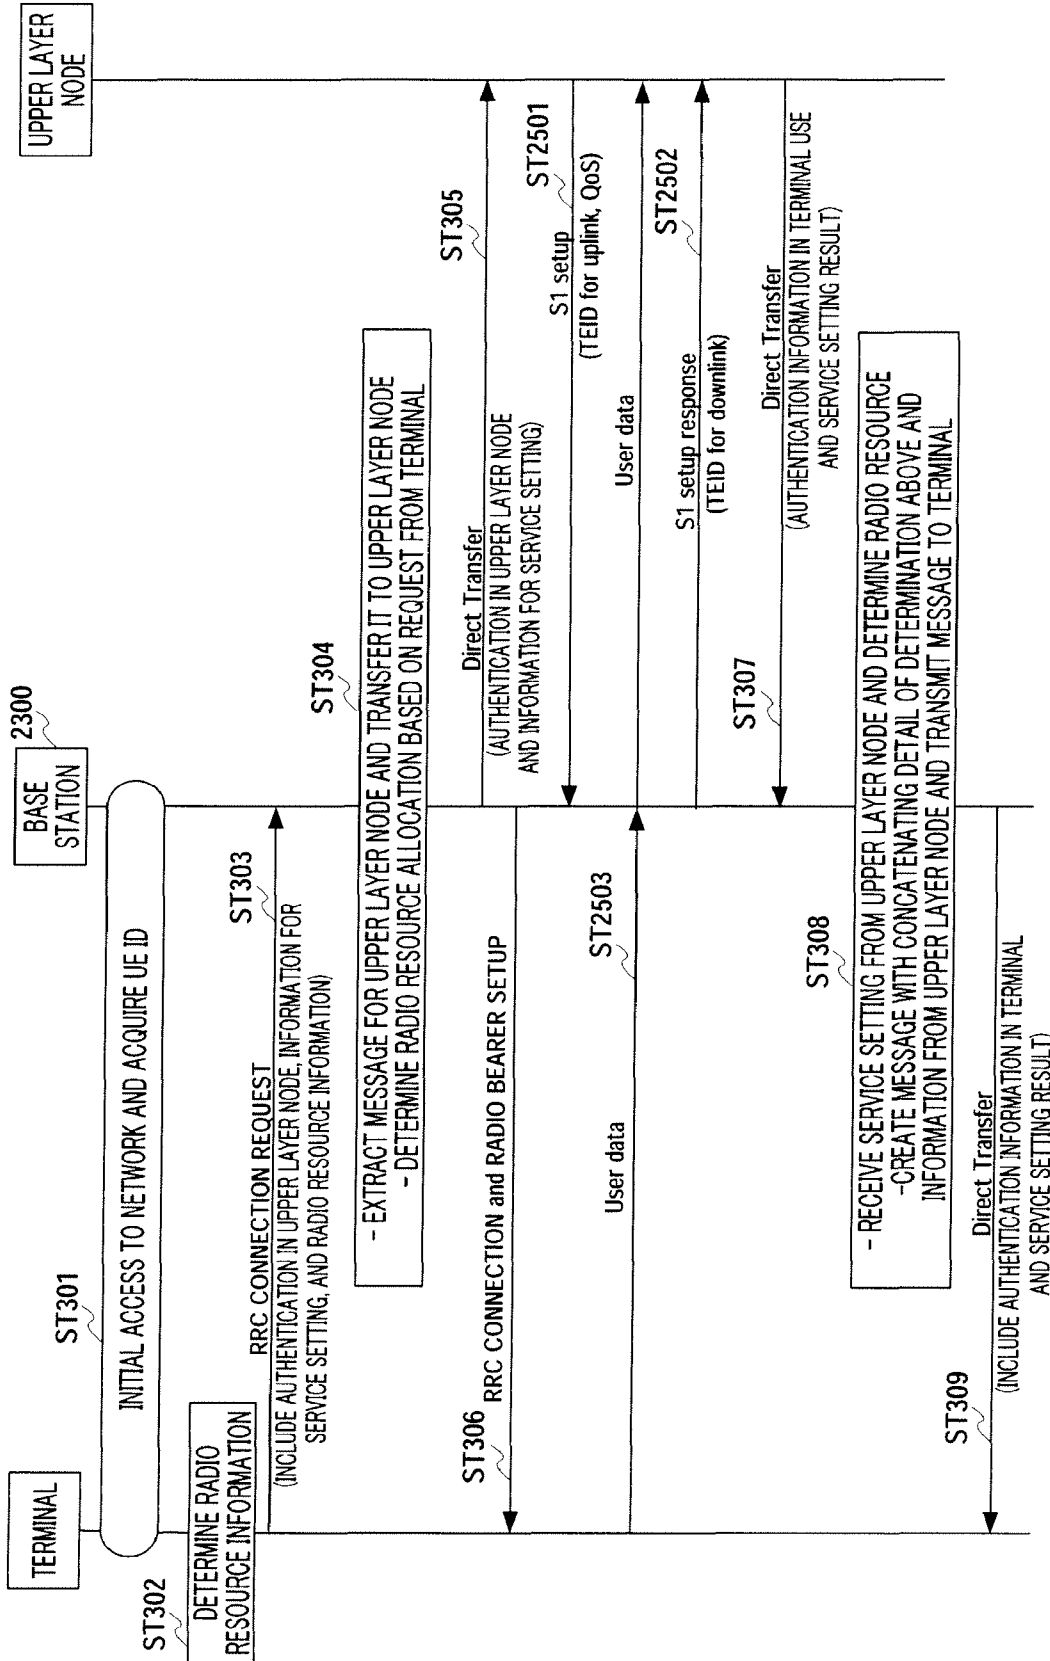 TERMINAL
BASE
STATION
2300
UPPER LAYER
NODE
ST301
INITIAL ACCESS TO NETWORK AND ACQUIRE UE ID
ST302
DETERMINE RADIO
RESOURCE INFORMATION
RRC CONNECTION REQUEST
ST303
(INCLUDE AUTHENTICATION IN UPPER LAYER NODE, INFORMATION FOR
SERVICE SETTING, AND RADIO RESOURCE INFORMATION)
ST304
- EXTRACT MESSAGE FOR UPPER LAYER NODE AND TRANSFER IT TO UPPER LAYER NODE
- DETERMINE RADIO RESOURCE ALLOCATION BASED ON REQUEST FROM TERMINAL
Direct Transfer
ST305
(AUTHENTICATION IN UPPER LAYER NODE
AND INFORMATION FOR SERVICE SETTING)
ST306
RRC CONNECTION and RADIO BEARER SETUP
S1 setup
ST2501
(TEID for uplink, QoS)
User data
ST2503
User data
S1 setup response
ST2502
(TEID for downlink)
ST307
Direct Transfer
(AUTHENTICATION INFORMATION IN TERMINAL USE
AND SERVICE SETTING RESULT)
ST308
- RECEIVE SERVICE SETTING FROM UPPER LAYER NODE AND DETERMINE RADIO RESOURCE
-CREATE MESSAGE WITH CONCATENATING DETAIL OF DETERMINATION ABOVE AND
INFORMATION FROM UPPER LAYER NODE AND TRANSMIT MESSAGE TO TERMINAL
ST309
Direct Transfer
(INCLUDE AUTHENTICATION INFORMATION IN TERMINAL
AND SERVICE SETTING RESULT)